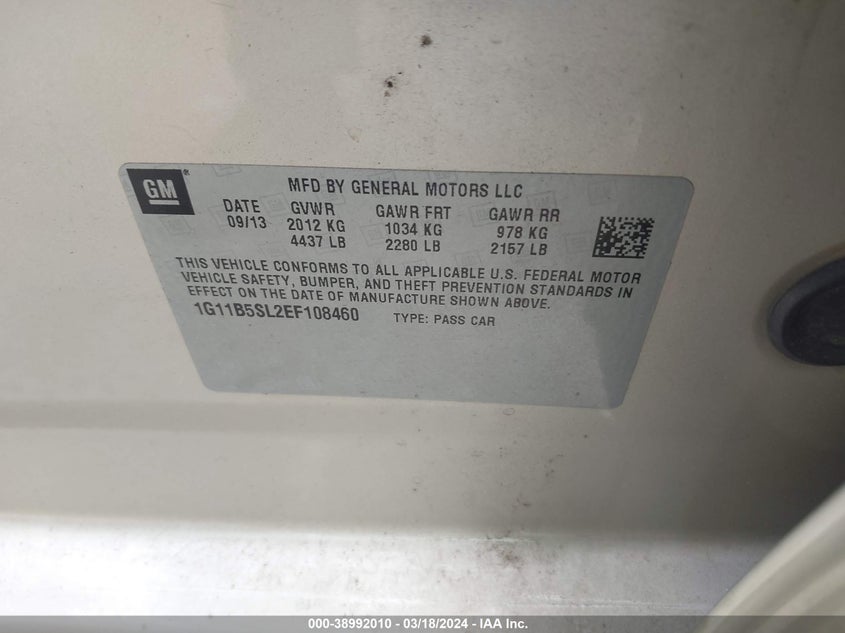 GM®
MFD BY GENERAL MOTORS LLC
DATE GVWR GAWR FRT GAWR RR
09/13 2012 KG 1034 KG 978 KG
4437 LB 2280 LB 2157 LB
THIS VEHICLE CONFORMS TO ALL APPLICABLE U.S. FEDERAL MOTOR
VEHICLE SAFETY, BUMPER, AND THEFT PREVENTION STANDARDS IN
EFFECT ON THE DATE OF MANUFACTURE SHOWN ABOVE.
1G11B5SL2EF108460 TYPE: PASS CAR
000-38992010 / 03/18/2024 - IAA Inc.